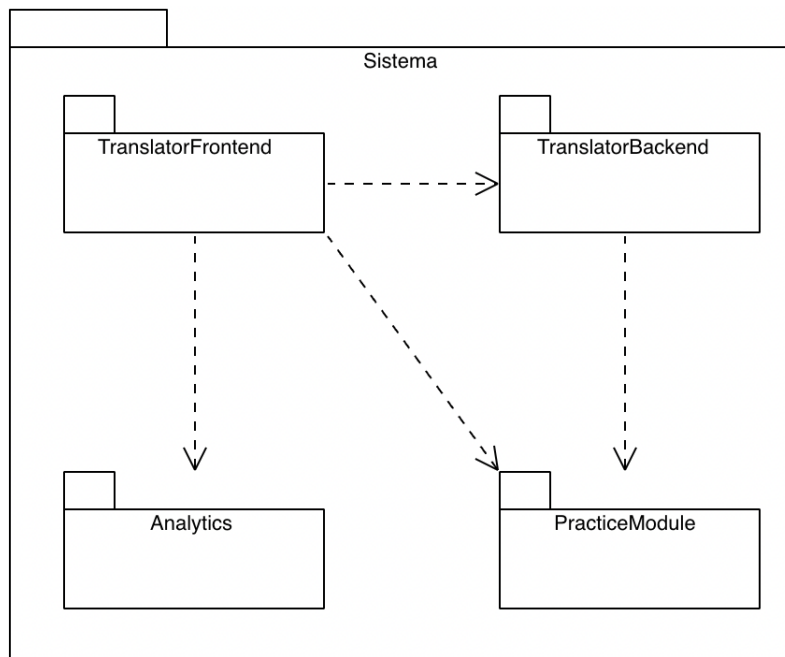 Sistema
TranslatorFrontend
TranslatorBackend
Analytics
PracticeModule